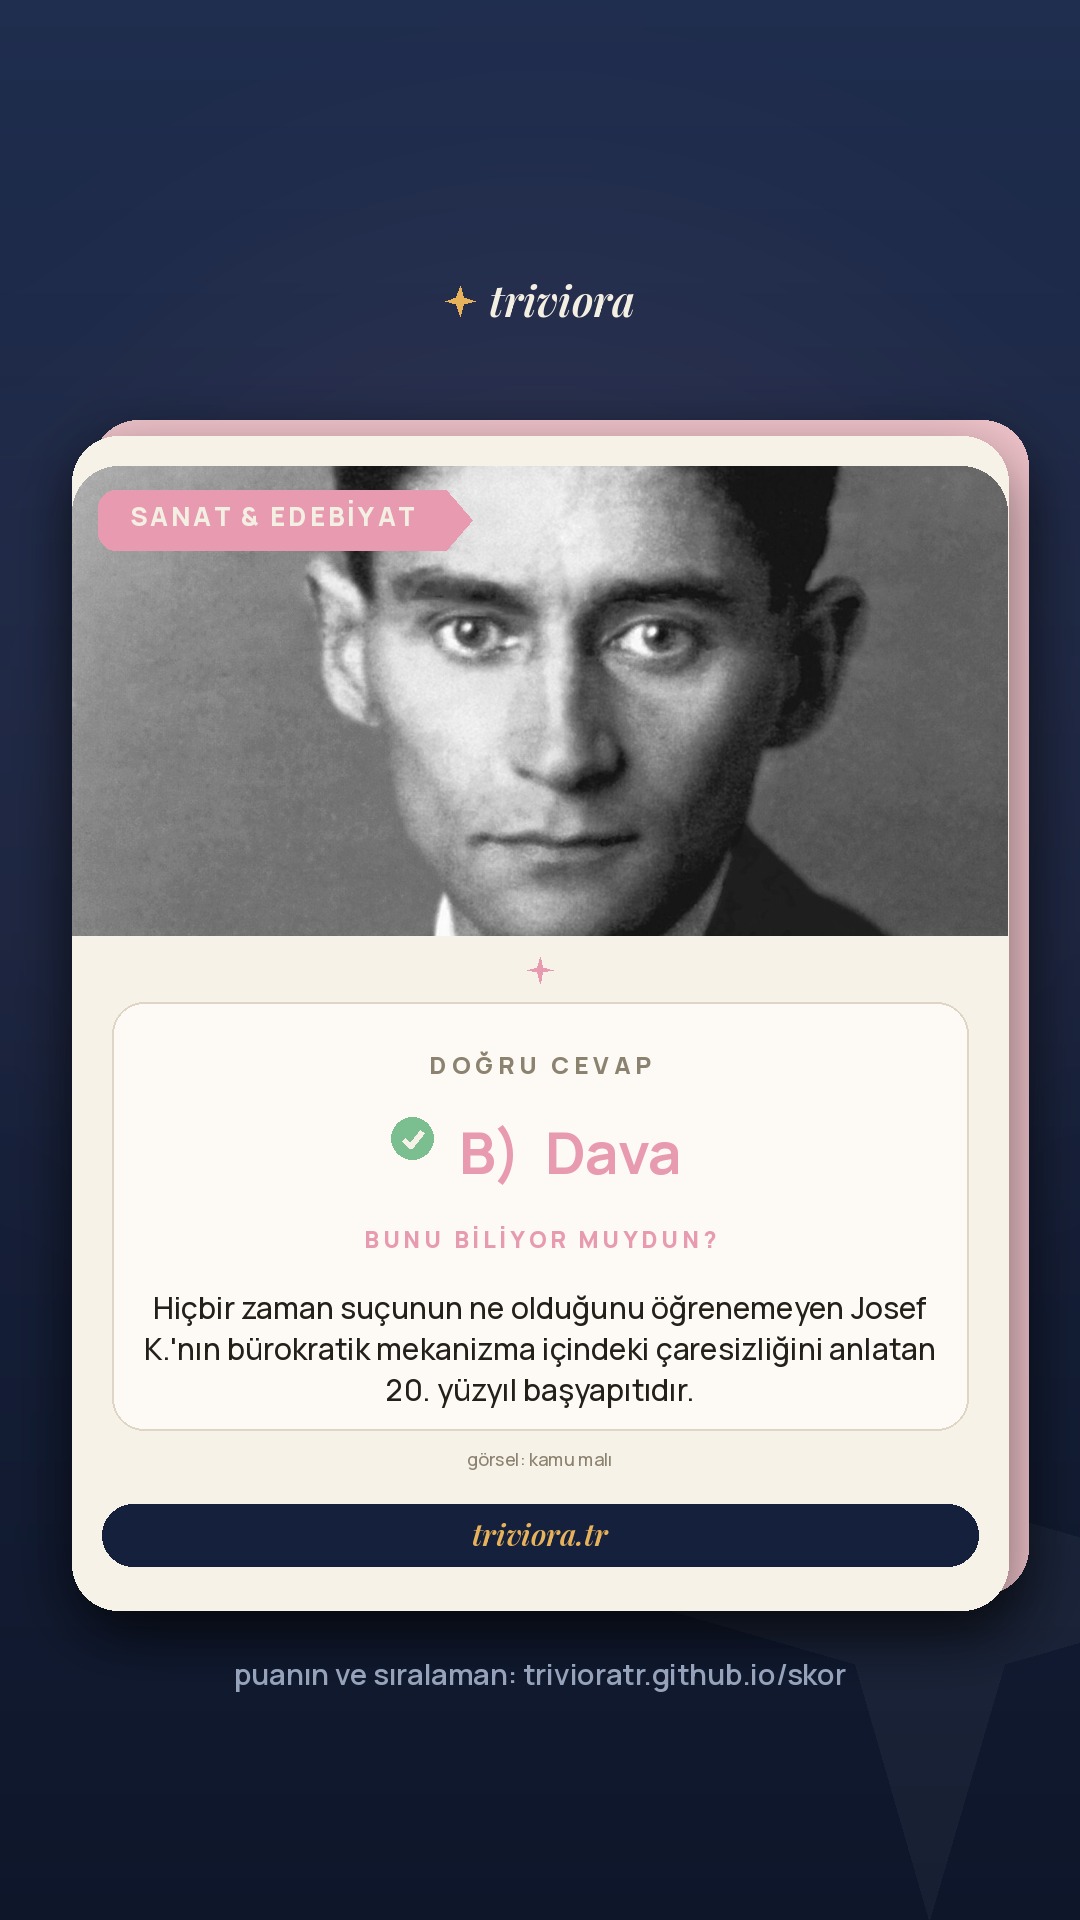 triviora
SANAT & EDEBİYAT
DOĞRU CEVAP
B) Dava
BUNU BİLİYOR MUYDUN?
Hiçbir zaman suçunun ne olduğunu öğrenemeyen Josef
K.'nın bürokratik mekanizma içindeki çaresizliğini anlatan
20. yüzyıl başyapıtıdır.
görsel: kamu malı
triviora.tr
puanın ve sıralaman: trivioratr.github.io/skor